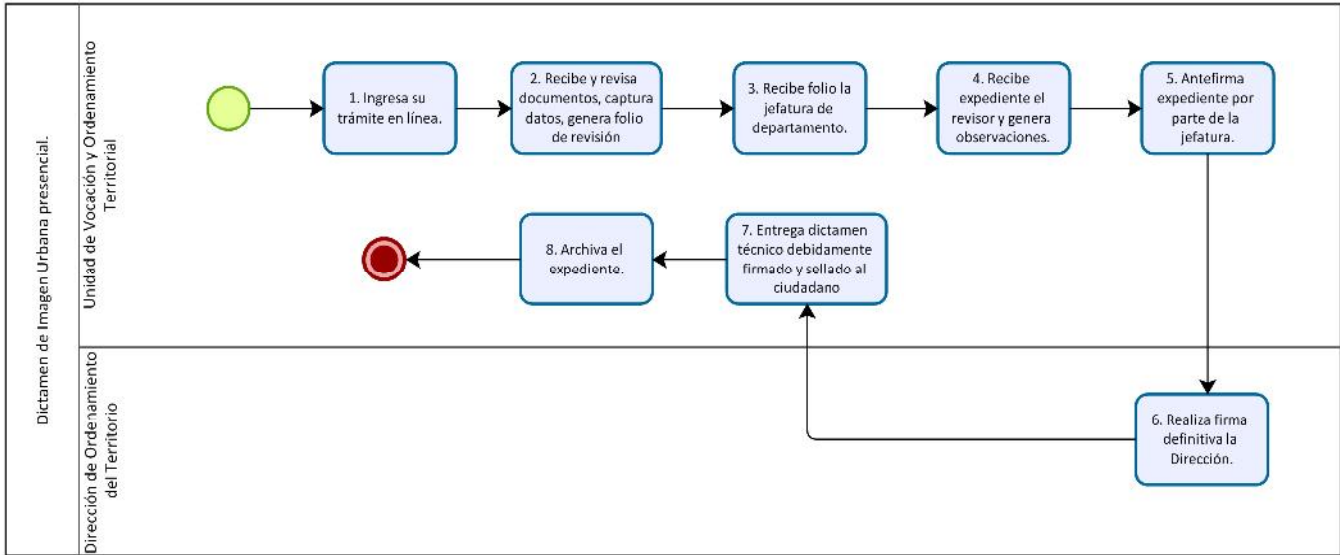 Dictamen de Imagen Urbana presencial.
Unidad de Vocación y Ordenamiento
Territorial
1. Ingresa su
trámite en línea.
2. Recibe y revisa
documentos, captura
datos, genera folio
de revisión
3. Recibe folio la
jefatura de
departamento.
4. Recibe
expediente el
revisor y genera
observaciones.
5. Antefirma
expediente por
parte de la
jefatura.
8. Archiva el
expediente.
7. Entrega dictamen
técnico debidamente
firmado y sellado al
ciudadano
Dirección de Ordenamiento
del Territorio
6. Realiza firma
definitiva la
Dirección.